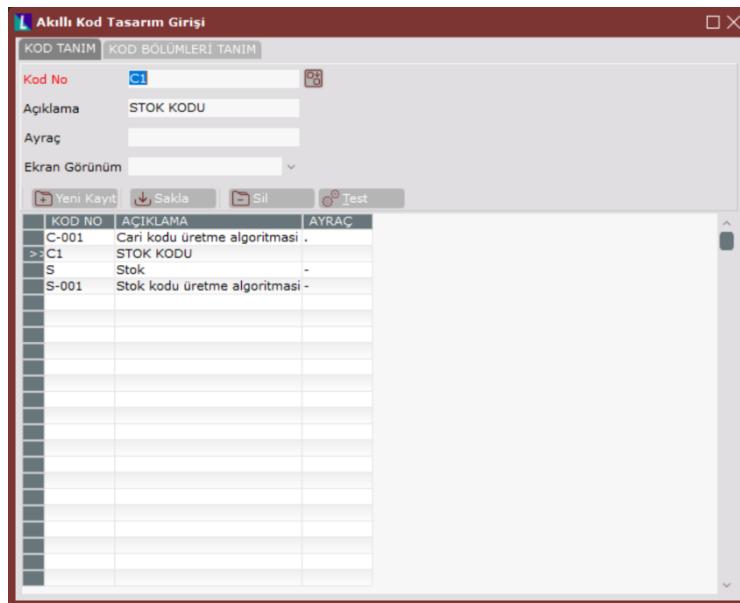 Akıllı Kod Tasarım Girişi
KOD TANIM KOD BÖLÜMLERİ TANIM
Kod No C1
Açıklama STOK KODU
Ayraç
Ekran Görünüm
Yeni Kayıt Sakla Sil Test
KOD NO AÇIKLAMA AYRAÇ
C-001 Cari kodu üretme algoritmasi .
>> C1 STOK KODU
S Stok -
S-001 Stok kodu üretme algoritmasi -